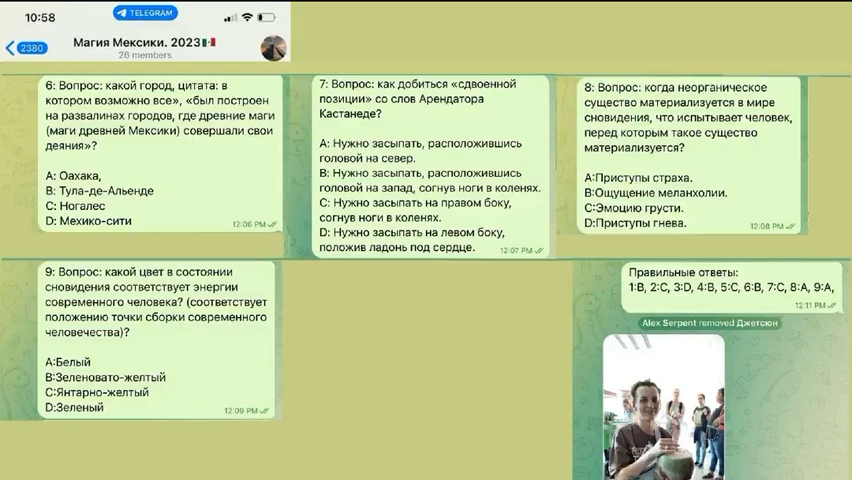 10:58
TELEGRAM
2380
Магия Мексики. 2023
26 members
6: Вопрос: какой город, цитата: в
котором возможно все», «был построен
на развалинах городов, где древние маги
(маги древней Мексики) совершали свои
деяния»?
A: Оахака,
B: Тула-де-Альенде
C: Ногалес
D: Мехико-сити
12:06 PM
7: Вопрос: как добиться «сдвоенной
позиции» со слов Арендатора
Кастанеде?
A: Нужно засыпать, расположившись
головой на север.
B: Нужно засыпать, расположившись
головой на запад, согнув ноги в коленях.
C: Нужно засыпать на правом боку,
согнув ноги в коленях.
D: Нужно засыпать на левом боку,
положив ладонь под сердце.
12:07 PM
8: Вопрос: когда неорганическое
существо материализуется в мире
сновидения, что испытывает человек,
перед которым такое существо
материализуется?
A:Приступы страха.
B:Ощущение меланхолии.
C:Эмоцию грусти.
D:Приступы гнева.
12:08 PM
9: Вопрос: какой цвет в состоянии
сновидения соответствует энергии
современного человека? (соответствует
положению точки сборки современного
человечества)?
A:Белый
B:Зеленовато-желтый
C:Янтарно-желтый
D:Зеленый
12:09 PM
Правильные ответы:
1:B, 2:C, 3:D, 4:B, 5:C, 6:B, 7:C, 8:A, 9:A,
12:11 PM
Alex Serpent removed Джетсюн